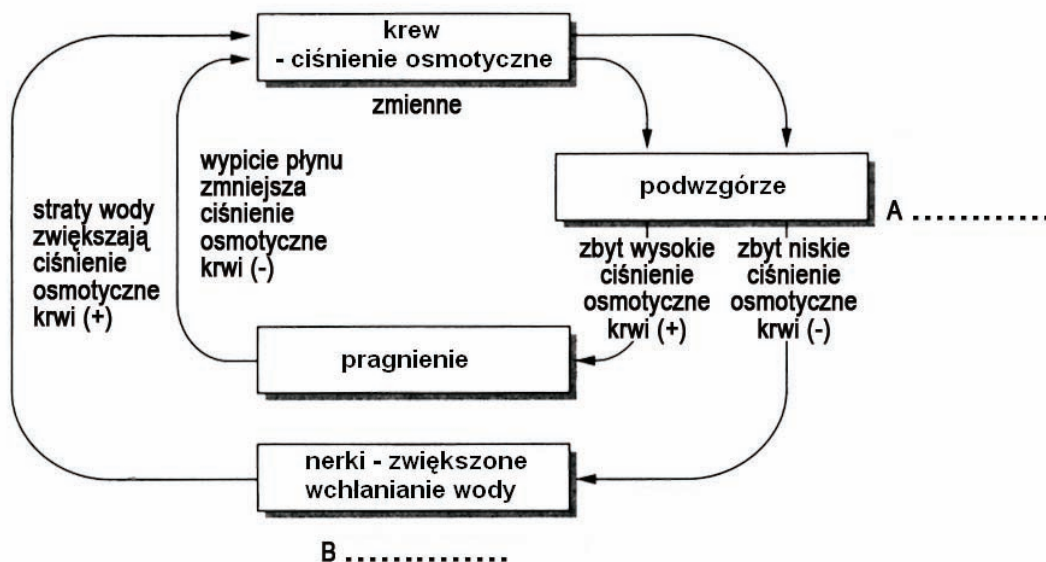 krew
- ciśnienie osmotyczne
zmienne
podwzgórze
A ................
zbyt wysokie
ciśnienie
osmotyczne
krwi (+)
zbyt niskie
ciśnienie
osmotyczne
krwi (-)
wypicie płynu
zmniejsza
ciśnienie
osmotyczne
krwi (-)
straty wody
zwiększają
ciśnienie
osmotyczne
krwi (+)
pragnienie
nerki - zwiększone
wchłanianie wody
B ................